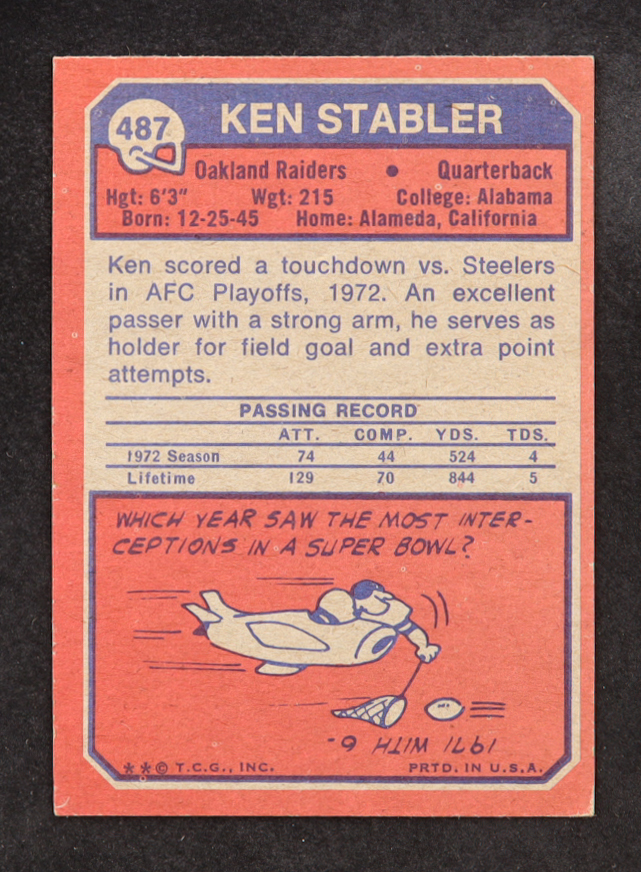 487 KEN STABLER
Oakland Raiders • Quarterback
Hgt: 6'3" Wgt: 215 College: Alabama
Born: 12-25-45 Home: Alameda, California
Ken scored a touchdown vs. Steelers
in AFC Playoffs, 1972. An excellent
passer with a strong arm, he serves as
holder for field goal and extra point
attempts.
PASSING RECORD
ATT. COMP. YDS. TDS.
1972 Season 74 44 524 4
Lifetime 129 70 844 5
WHICH YEAR SAW THE MOST INTER-
CEPTIONS IN A SUPER BOWL?
1971 WITH 9-
**© T.C.G., INC. PRTD. IN U.S.A.